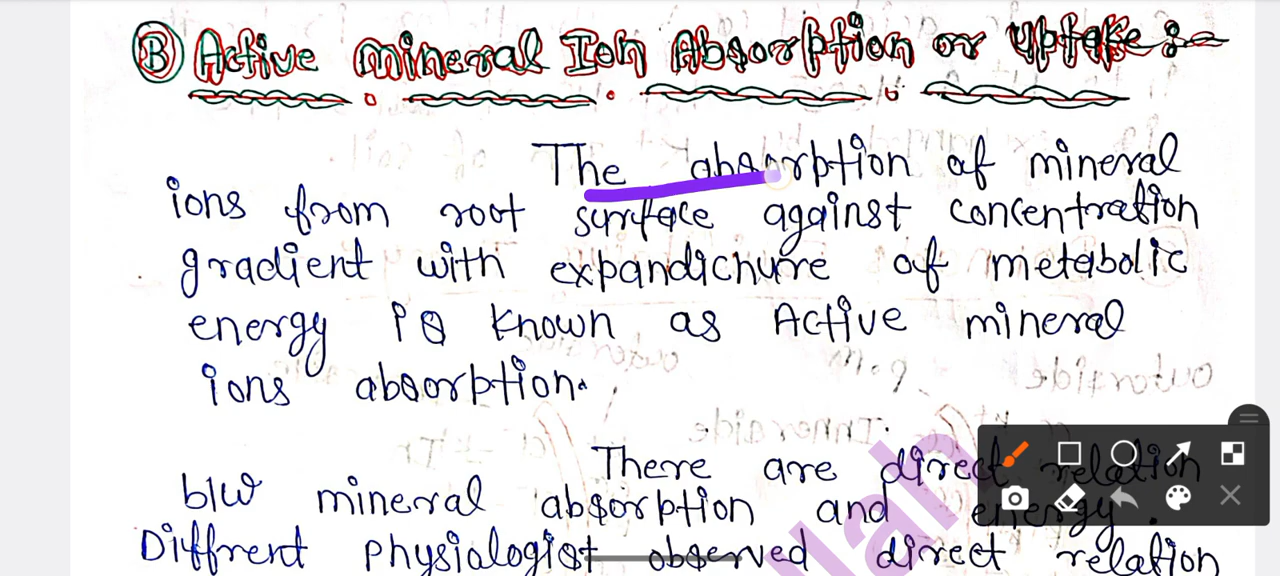 B Active Mineral Ion Absorption or Uptake :-
The absorption of mineral
ions from root surface against concentration
gradient with expandichure of metabolic
energy is known as Active mineral
ions absorption.
There are direct relation
b/w mineral absorption and energy.
Diffrent physialogist observed direct relation